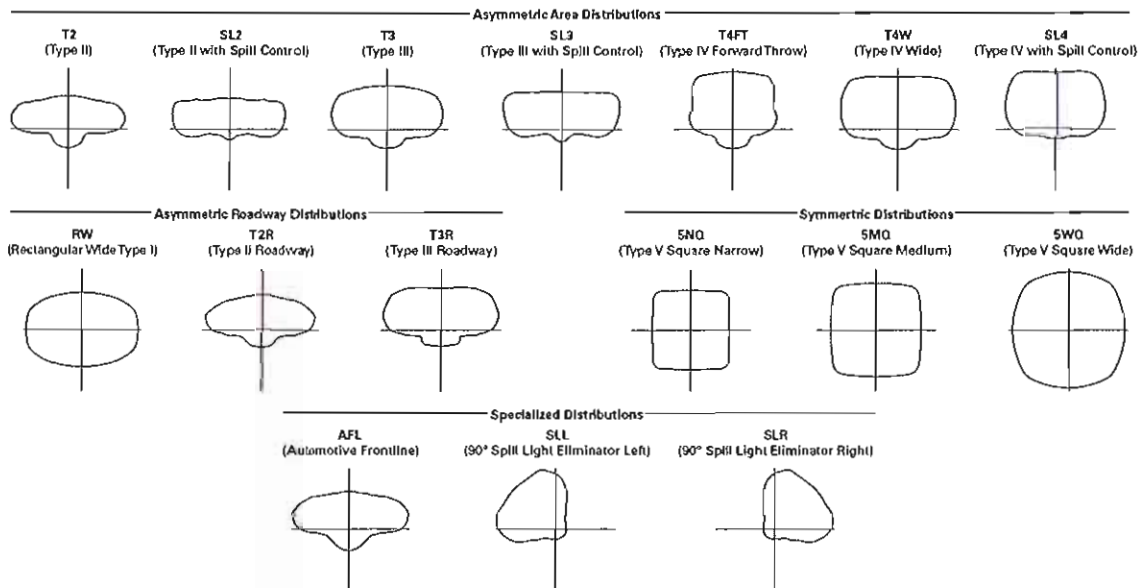 Asymmetric Area Distributions
T2
(Type II)
SL2
(Type II with Spill Control)
T3
(Type III)
SL3
(Type III with Spill Control)
T4FT
(Type IV Forward Throw)
T4W
(Type IV Wide)
SL4
(Type IV with Spill Control)
Asymmetric Roadway Distributions
RW
(Rectangular Wide Type I)
T2R
(Type II Roadway)
T3R
(Type III Roadway)
Symmetric Distributions
5NQ
(Type V Square Narrow)
5MQ
(Type V Square Medium)
5WQ
(Type V Square Wide)
Specialized Distributions
AFL
(Automotive Frontline)
SLL
(90° Spill Light Eliminator Left)
SLR
(90° Spill Light Eliminator Right)